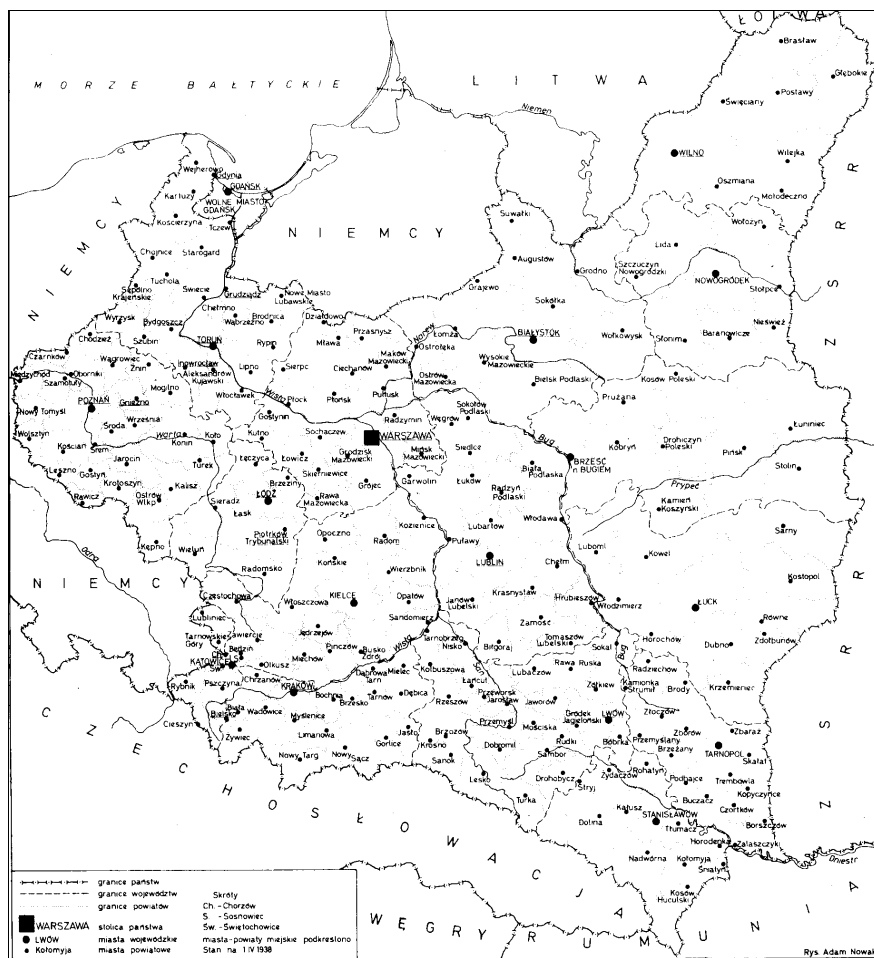 ŁOTWA
Brasław
MORZE BAŁTYCKIE
LITWA
Głębokie
Postawy
Święciany
Niemen
WILNO
Wilejka
Wejherowo
Gdynia
GDAŃSK
Oszmiana
Mołodeczno
Kartuzy
WOLNE MIASTO
GDAŃSK
Kościerzyna
Tczew
Suwałki
Wołożyn
NIEMCY
NIEMCY
ZSRR
Starogard
Chojnice
Lida
Augustów
Szczuczyn
Nowogródzki
Grodno
NOWOGRÓDEK
Tuchola
Sępólno
Krajeńskie
Świecie
Grudziądz
Nowe Miasto
Lubawskie
Grajewo
Stołpce
Sokółka
Chełmno
Wąbrzeźno
Brodnica
Działdowo
Wyrzysk
Bydgoszcz
Przasnysz
Narew
Łomża
BIAŁYSTOK
Wołkowysk
Słonim
Baranowicze
Nieśwież
Chodzież
Szubin
TORUŃ
Rypin
Mława
Ostrołęka
Czarnków
Wągrowiec
Żnin
Inowrocław
Aleksandrów
Kujawski
Lipno
Sierpc
Ciechanów
Maków
Mazowiecki
Wysokie
Mazowieckie
Oborniki
Międzychód
Szamotuły
Mogilno
Ostrów
Mazowiecka
Bielsk Podlaski
Kosów Poleski
POZNAŃ
Gniezno
Włocławek
Wisła
Płock
Płońsk
Pułtusk
Prużana
Nowy Tomyśl
Września
Gostynin
Radzymin
Węgrów
Sokołów
Podlaski
Środa
Wolsztyn
Warta
Koło
Konin
Kutno
Sochaczew
WARSZAWA
Bug
Łuniniec
Kościan
Śrem
Mińsk
Mazowiecki
Siedlce
Kobryń
Drohiczyn
Poleski
Pińsk
Jarocin
Turek
Łęczyca
Łowicz
Grodzisk
Mazowiecki
Biała
Podlaska
BRZEŚĆ
n BUGIEM
Stolin
Leszno
Gostyń
Skierniewice
Krotoszyn
Kalisz
Brzeziny
Garwolin
Łuków
Radzyń
Podlaski
Prypeć
Rawicz
Ostrów
Wlkp
ŁÓDŹ
Rawa
Mazowiecka
Grójec
Sieradz
Łask
Kamień
Koszyrski
Kozienice
Lubartów
Włodawa
Sarny
Piotrków
Trybunalski
Opoczno
Radom
Puławy
Kępno
Wieluń
Końskie
Odra
LUBLIN
Luboml
Kowel
Radomsko
Wierzbnik
Chełm
NIEMCY
Kostopol
Częstochowa
KIELCE
Opatów
Janów
Lubelski
Krasnystaw
Hrubieszów
Włodzimierz
ŁUCK
Włoszczowa
Lubliniec
Sandomierz
Zamość
Równe
Tarnowskie
Góry
Zawiercie
Jędrzejów
Tarnobrzeg
Zdołbunów
Będzin
Pinczów
Busko
Zdrój
Wisła
Nisko
Biłgoraj
Tomaszów
Lubelski
Sokal
Horochów
Dubno
Ch.
KATOWICE
S
Św
Olkusz
Miechów
Kolbuszowa
San
Bug
Radziechów
Chrzanów
Dąbrowa
Tarn
Mielec
Lubaczów
Rawa Ruska
Rybnik
Pszczyna
KRAKÓW
Łańcut
Kamionka
Strumił
Brody
Krzemieniec
Bochnia
Tarnów
Dębica
Rzeszów
Przeworsk
Jarosław
Jaworów
Żółkiew
Biała
Bielsko
Wadowice
Brzesko
Gródek
Jagielloński
LWÓW
Złoczów
Cieszyn
Myślenice
Przemyśl
Mościska
Zborów
Zbaraż
Żywiec
Limanowa
Jasło
Brzozów
Rudki
Bóbrka
Przemyślany
TARNOPOL
Gorlice
Krosno
Dobromil
Brzeżany
Nowy Targ
Nowy
Sącz
Sanok
Sambor
Skałat
Lesko
Drohobycz
Żydaczów
Rohatyn
Trembowla
CZECHOSŁOWACJA
Stryj
Podhajce
Kopyczyńce
Turka
Buczacz
Czortków
Kałusz
STANISŁAWÓW
Dolina
Tłumacz
Borszczów
Horodenka
Zaleszczyki
Nadwórna
Kołomyja
Śniatyn
Dniestr
Kosów
Huculski
WĘGRY
RUMUNIA
granice państw
granice województw
granice powiatów
Skróty
Ch. - Chorzów
S. - Sosnowiec
Św. - Świętochowice
WARSZAWA stolica państwa
LWÓW miasta wojewódzkie miasta-powiaty miejskie podkreślono
Kołomyja miasta powiatowe Stan na 1 IV 1938
Rys. Adam Nowak